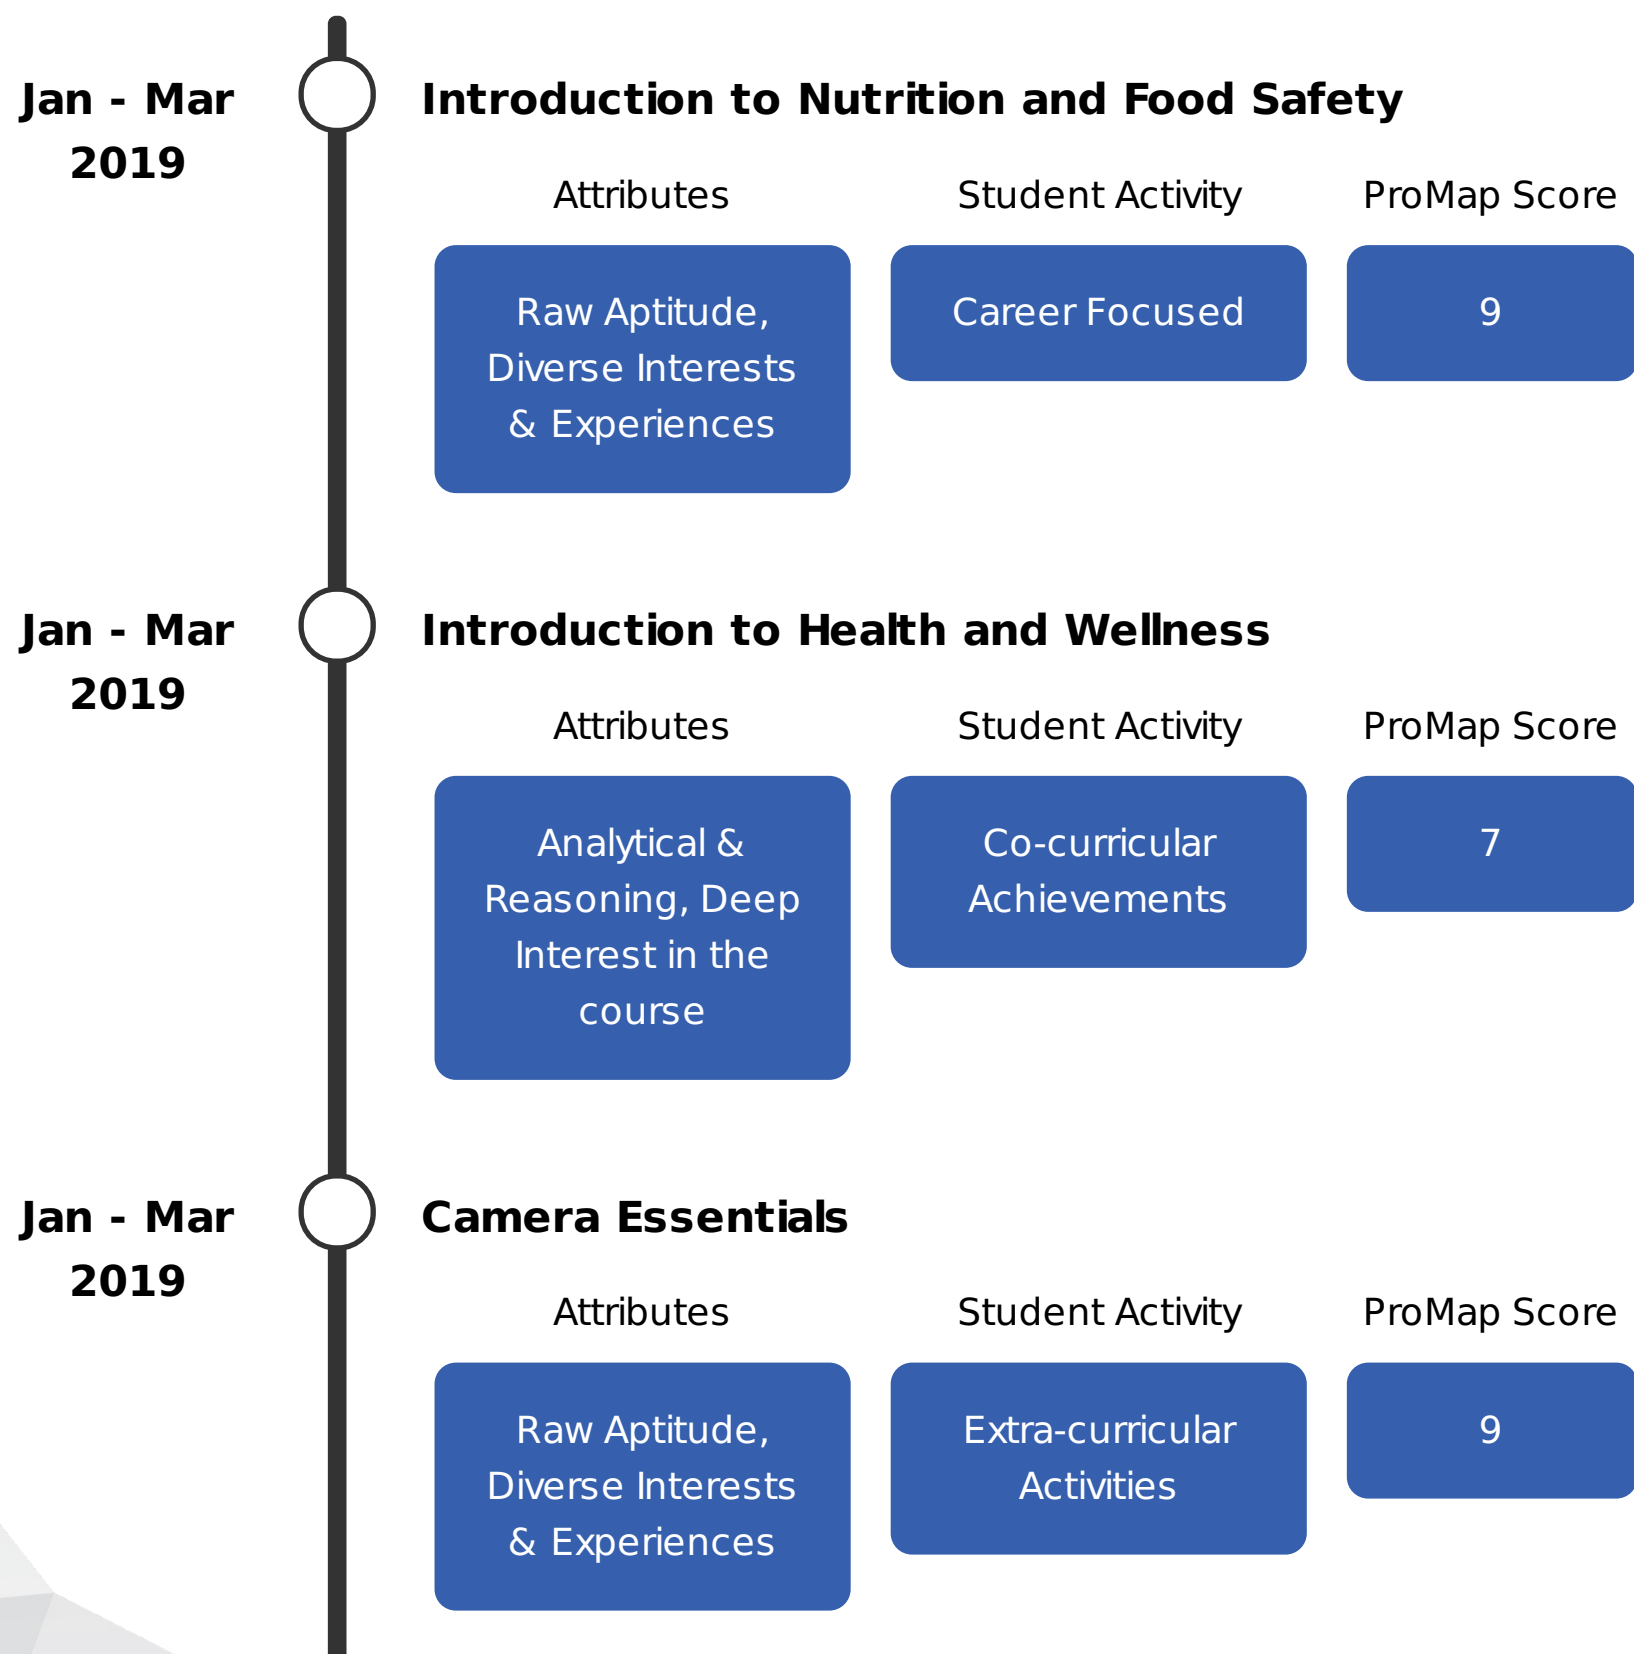 Jan - Mar
2019
Introduction to Nutrition and Food Safety
Attributes
Student Activity
ProMap Score
Raw Aptitude,
Diverse Interests
& Experiences
Career Focused
9
Jan - Mar
2019
Introduction to Health and Wellness
Attributes
Student Activity
ProMap Score
Analytical &
Reasoning, Deep
Interest in the
course
Co-curricular
Achievements
7
Jan - Mar
2019
Camera Essentials
Attributes
Student Activity
ProMap Score
Raw Aptitude,
Diverse Interests
& Experiences
Extra-curricular
Activities
9